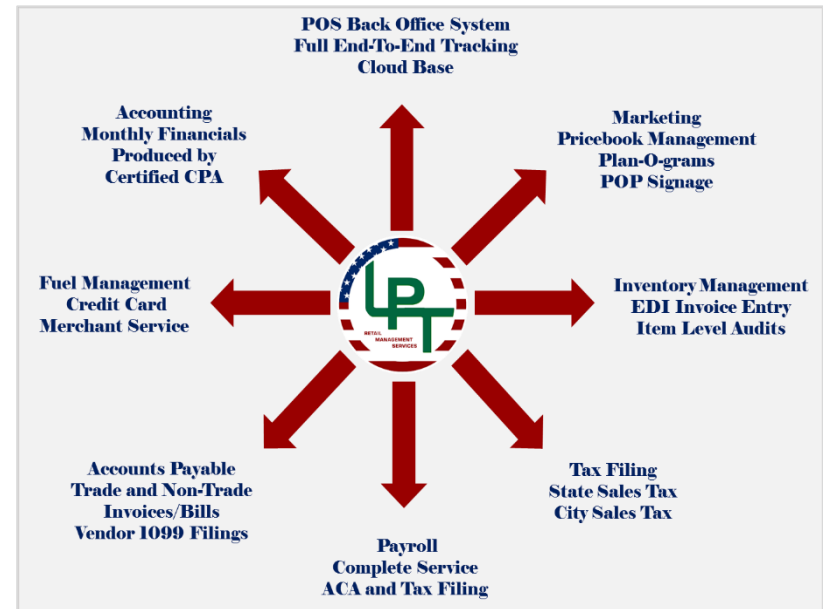 POS Back Office System
Full End-To-End Tracking
Cloud Base
Accounting
Monthly Financials
Produced by
Certified CPA
Marketing
Pricebook Management
Plan-O-grams
POP Signage
Fuel Management
Credit Card
Merchant Service
LPT
RETAIL
MANAGEMENT
SERVICES
Inventory Management
EDI Invoice Entry
Item Level Audits
Accounts Payable
Trade and Non-Trade
Invoices/Bills
Vendor 1099 Filings
Tax Filing
State Sales Tax
City Sales Tax
Payroll
Complete Service
ACA and Tax Filing